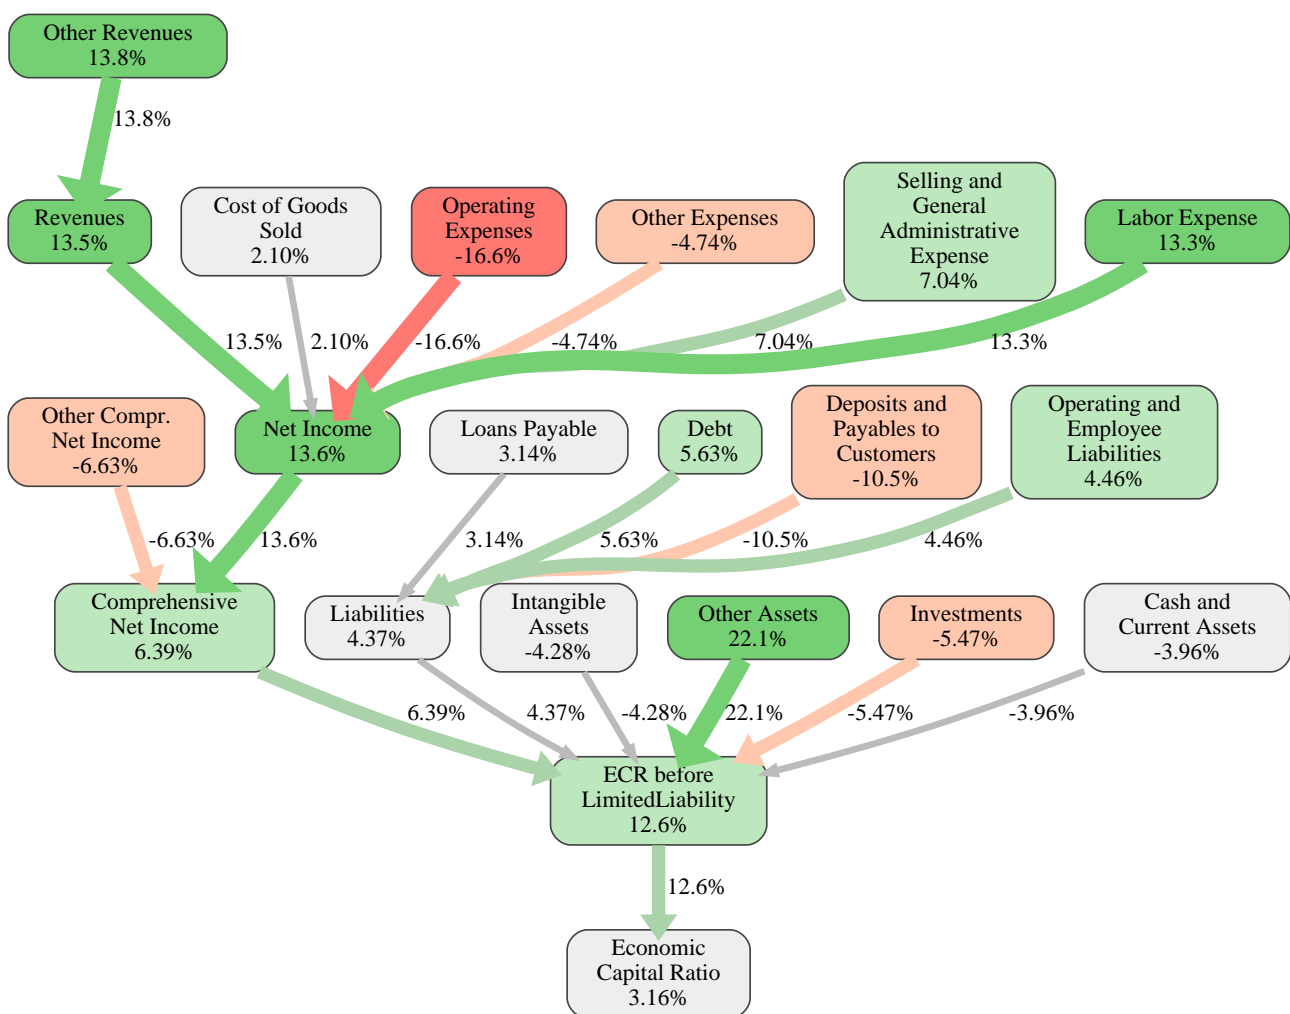 Other Revenues
13.8%
13.8%
Revenues
13.5%
Cost of Goods
Sold
2.10%
Operating
Expenses
-16.6%
Other Expenses
-4.74%
Selling and
General
Administrative
Expense
7.04%
Labor Expense
13.3%
13.5%
2.10%
-16.6%
-4.74%
7.04%
13.3%
Other Compr.
Net Income
-6.63%
Net Income
13.6%
Loans Payable
3.14%
Debt
5.63%
Deposits and
Payables to
Customers
-10.5%
Operating and
Employee
Liabilities
4.46%
-6.63%
13.6%
3.14%
5.63%
-10.5%
4.46%
Comprehensive
Net Income
6.39%
Liabilities
4.37%
Intangible
Assets
-4.28%
Other Assets
22.1%
Investments
-5.47%
Cash and
Current Assets
-3.96%
6.39%
4.37%
-4.28%
22.1%
-5.47%
-3.96%
ECR before
LimitedLiability
12.6%
12.6%
Economic
Capital Ratio
3.16%